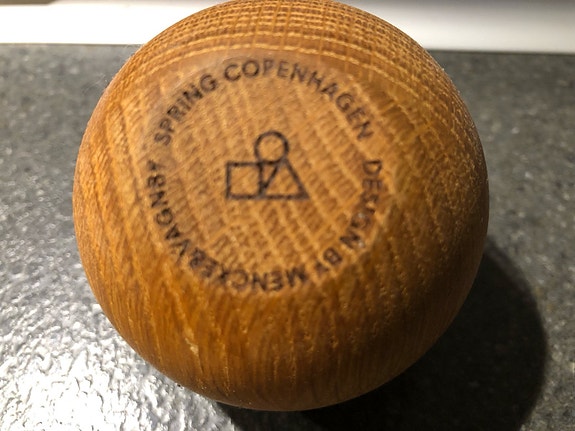 SPRING COPENHAGEN
DESIGN BY MENCKE&VAGNBY